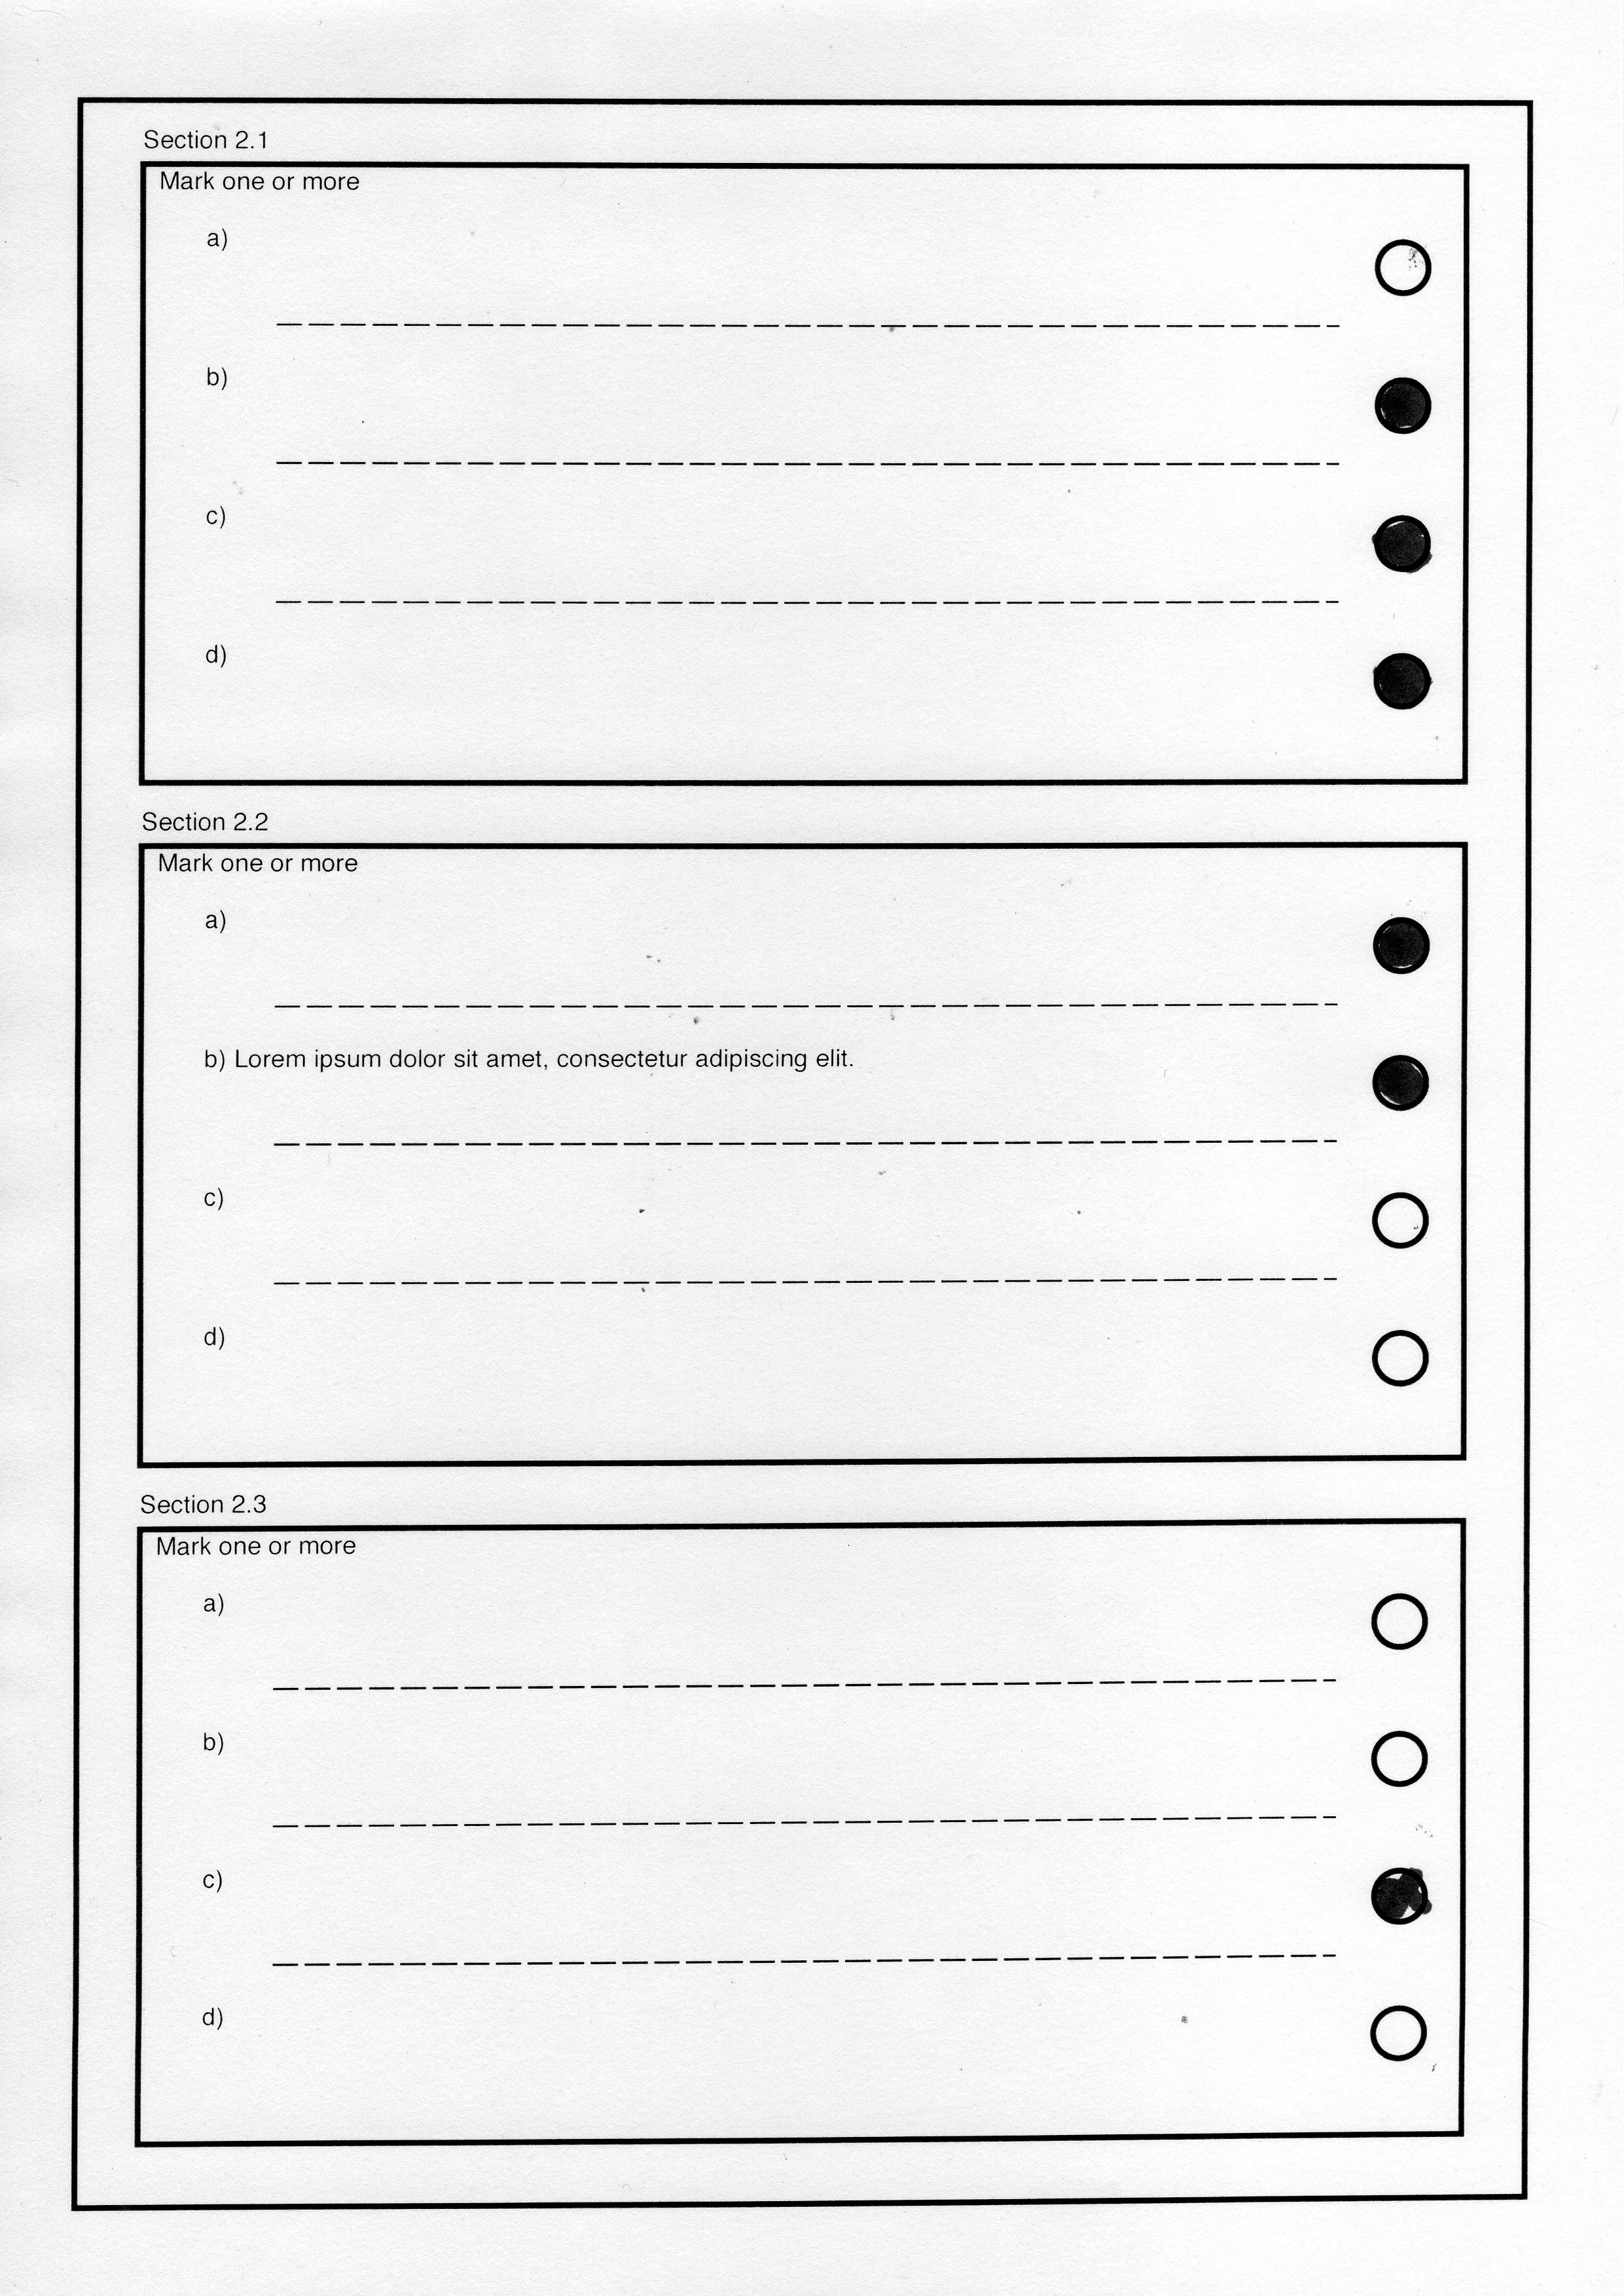 Section 2.1
Mark one or more
a)
b)
c)
d)
Section 2.2
Mark one or more
a)
b) Lorem ipsum dolor sit amet, consectetur adipiscing elit.
c)
d)
Section 2.3
Mark one or more
a)
b)
c)
d)